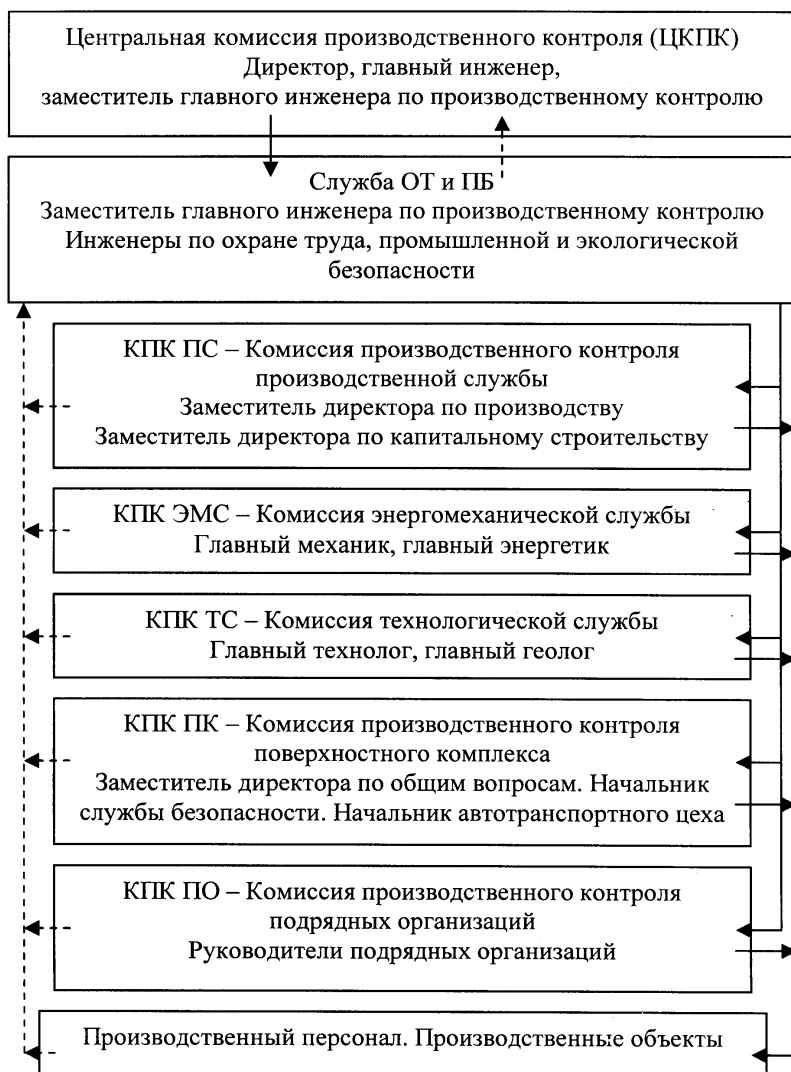 Центральная комиссия производственного контроля (ЦКПК)
Директор, главный инженер,
заместитель главного инженера по производственному контролю
Служба ОТ и ПБ
Заместитель главного инженера по производственному контролю
Инженеры по охране труда, промышленной и экологической
безопасности
КПК ПС – Комиссия производственного контроля
производственной службы
Заместитель директора по производству
Заместитель директора по капитальному строительству
КПК ЭМС – Комиссия энергомеханической службы
Главный механик, главный энергетик
КПК ТС – Комиссия технологической службы
Главный технолог, главный геолог
КПК ПК – Комиссия производственного контроля
поверхностного комплекса
Заместитель директора по общим вопросам. Начальник
службы безопасности. Начальник автотранспортного цеха
КПК ПО – Комиссия производственного контроля
подрядных организаций
Руководители подрядных организаций
Производственный персонал. Производственные объекты